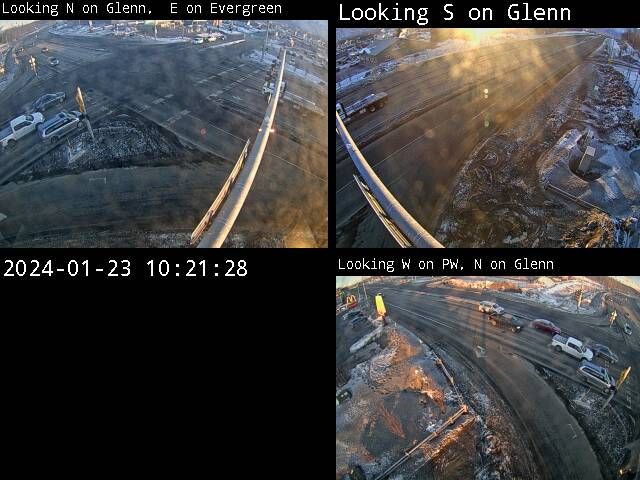 Looking N on Glenn,  E on Evergreen
Looking S on Glenn
2024-01-23 10:21:28
Looking W on PW, N on Glenn